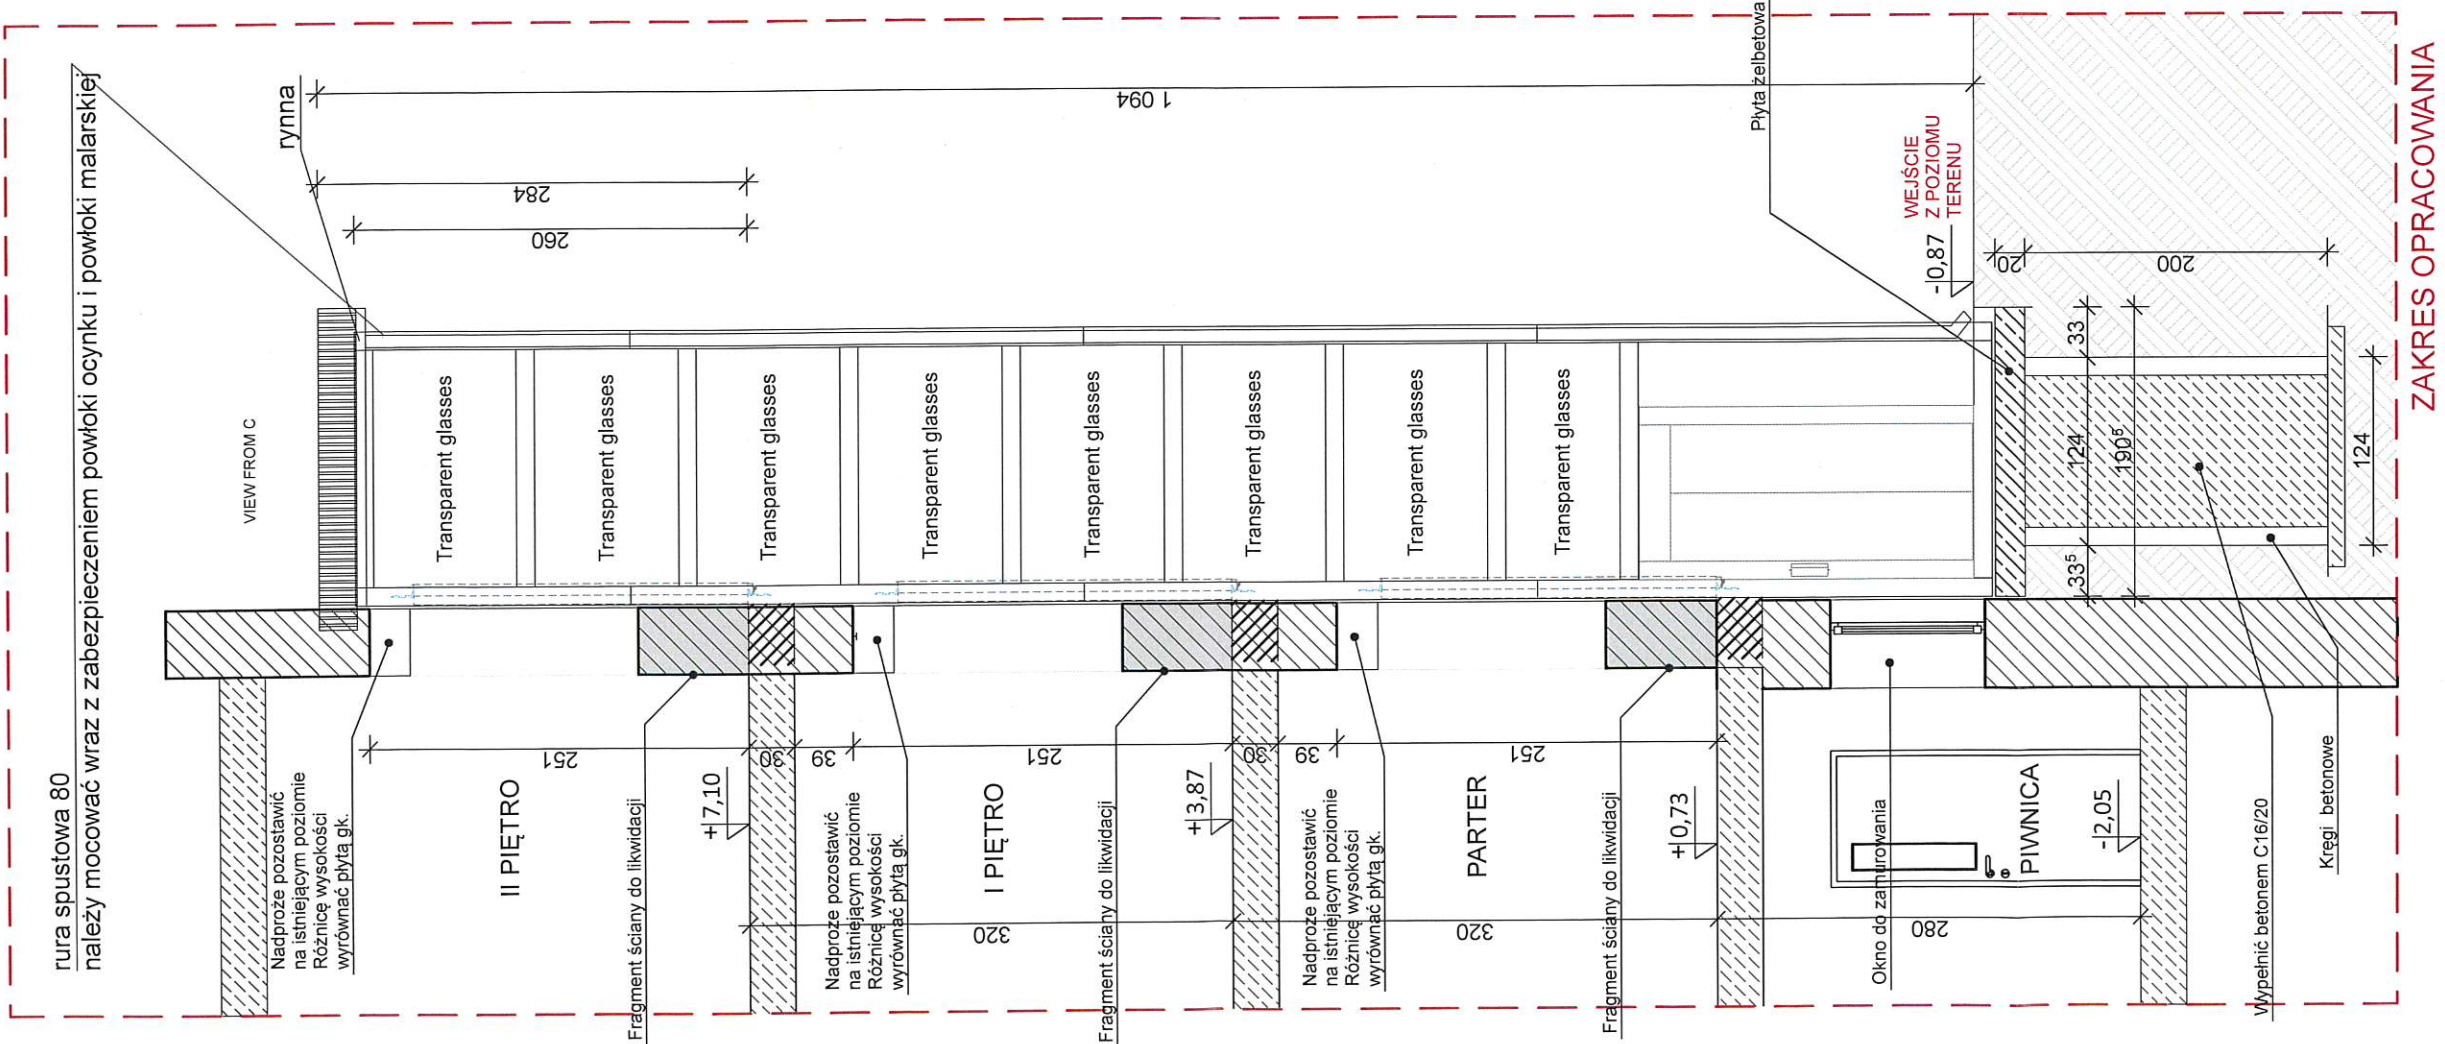 rura spustowa 80
należy mocować wraz z zabezpieczeniem powłoki ocynku i powłoki malarskiej
rynna
VIEW FROM C
1 094
284
260
Transparent glasses
Transparent glasses
Transparent glasses
Transparent glasses
Transparent glasses
Transparent glasses
Transparent glasses
Transparent glasses
Płyta żelbetowa
WEJŚCIE
Z POZIOMU
TERENU
-0,87
20
200
33
124
33⁵
190⁵
124
ZAKRES OPRACOWANIA
Nadproże pozostawić
na istniejącym poziomie
Różnicę wysokości
wyrównać płytą gk.
II PIĘTRO
251
Fragment ściany do likwidacji
+7,10
30
39
Nadproże pozostawić
na istniejącym poziomie
Różnicę wysokości
wyrównać płytą gk.
I PIĘTRO
251
320
Fragment ściany do likwidacji
+3,87
30
39
Nadproże pozostawić
na istniejącym poziomie
Różnicę wysokości
wyrównać płytą gk.
PARTER
251
320
Fragment ściany do likwidacji
+0,73
Okno do zamurowania
280
PIWNICA
-2,05
Wypełnić betonem C16/20
Kręgi betonowe